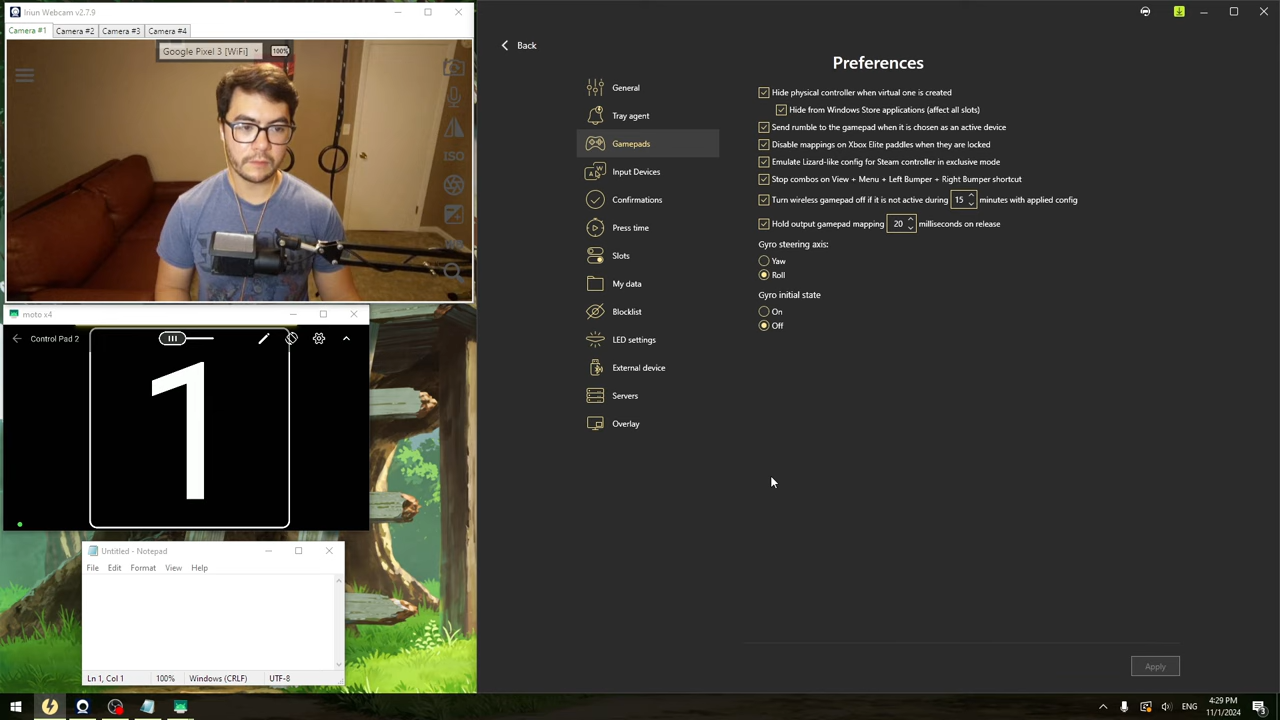 Iriun Webcam v2.7.9
Camera #1 Camera #2 Camera #3 Camera #4
Google Pixel 3 [WiFi] 100%
ISO
moto x4
Control Pad 2
1
Untitled - Notepad
File Edit Format View Help
Ln 1, Col 1 100% Windows (CRLF) UTF-8
Back
Preferences
General
Tray agent
Gamepads
Input Devices
Confirmations
Press time
Slots
My data
Blocklist
LED settings
External device
Servers
Overlay
Hide physical controller when virtual one is created
Hide from Windows Store applications (affect all slots)
Send rumble to the gamepad when it is chosen as an active device
Disable mappings on Xbox Elite paddles when they are locked
Emulate Lizard-like config for Steam controller in exclusive mode
Stop combos on View + Menu + Left Bumper + Right Bumper shortcut
Turn wireless gamepad off if it is not active during 15 minutes with applied config
Hold output gamepad mapping 20 milliseconds on release
Gyro steering axis:
Yaw
Roll
Gyro initial state
On
Off
Apply
ENG
4:29 PM
11/1/2024